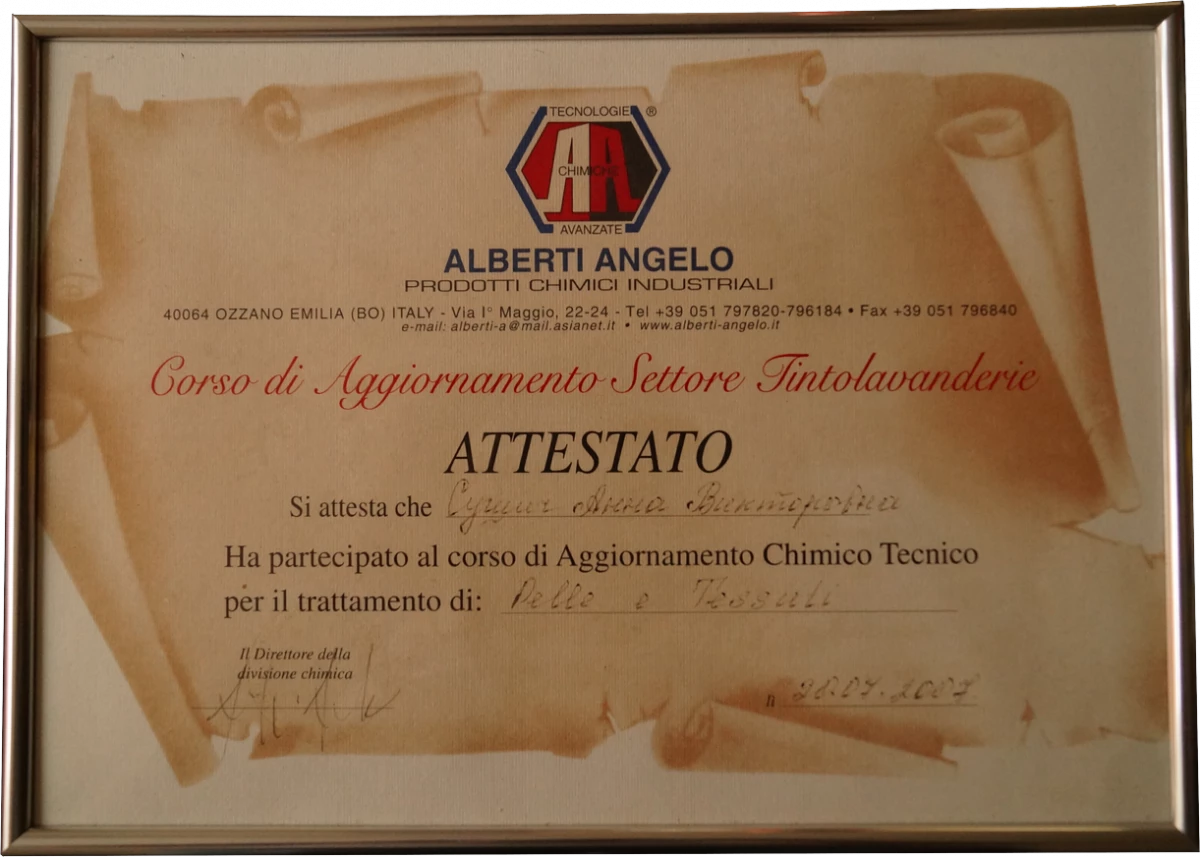 TECNOLOGIE ®
CHIMICHE
AVANZATE
ALBERTI ANGELO
PRODOTTI CHIMICI INDUSTRIALI
40064 OZZANO EMILIA (BO) ITALY - Via I° Maggio, 22-24 - Tel +39 051 797820-796184 • Fax +39 051 796840
e-mail: alberti-a@mail.asianet.it • www.alberti-angelo.it
Corso di Aggiornamento Settore Tintolavanderie
ATTESTATO
Si attesta che Анна Викторовна
Ha partecipato al corso di Aggiornamento Chimico Tecnico
per il trattamento di: Pelle e Tessuti
Il Direttore della
divisione chimica
n 28.07.2007